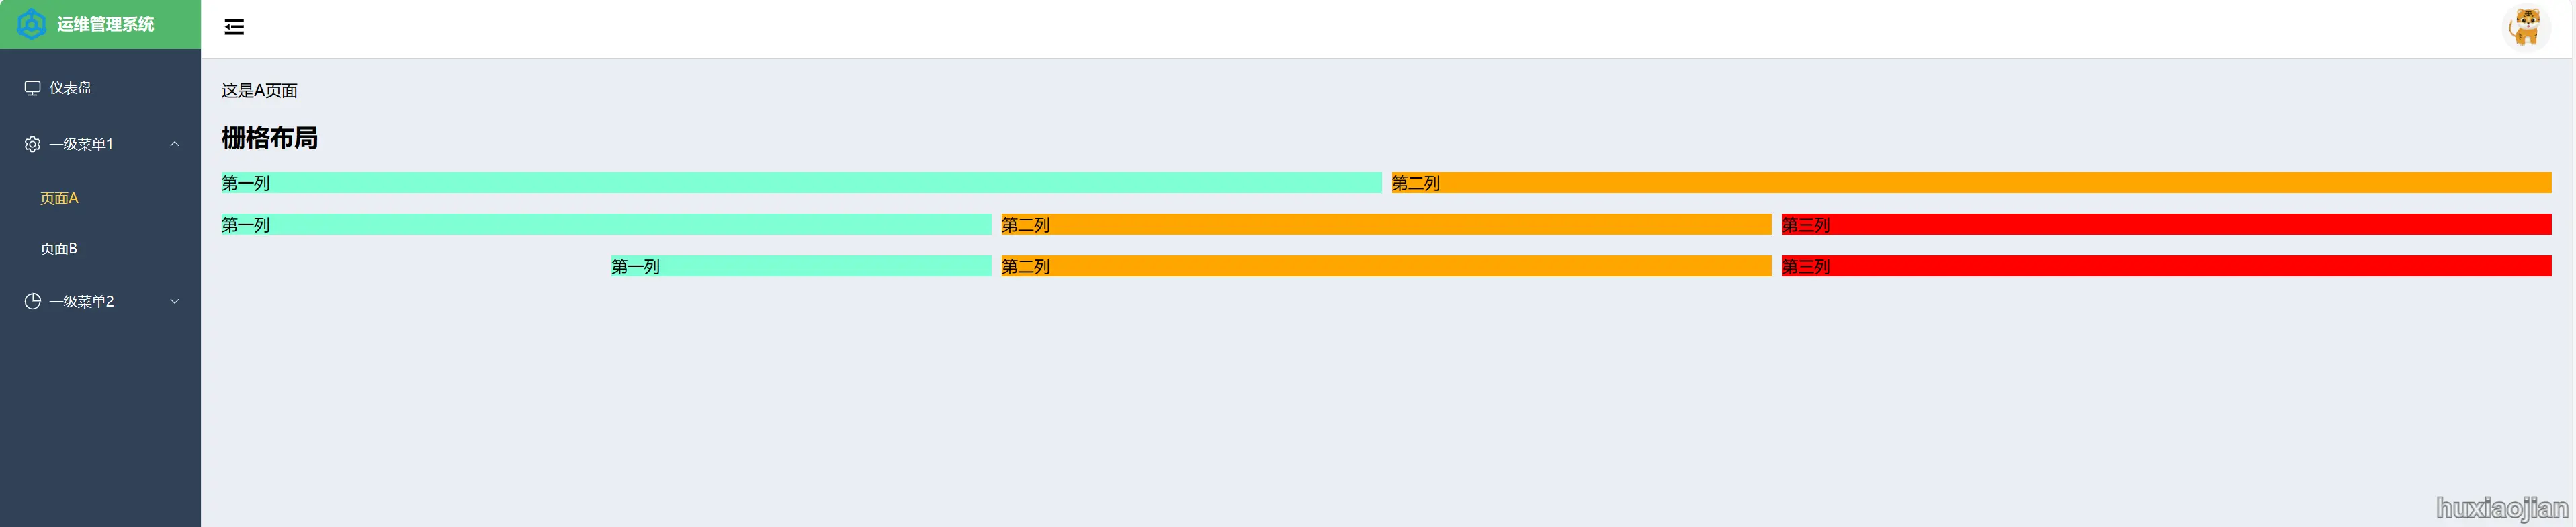 运维管理系统
仪表盘
一级菜单1
页面A
页面B
一级菜单2
这是A页面
栅格布局
第一列 第二列
第一列 第二列 第三列
第一列 第二列 第三列
huxiaojian